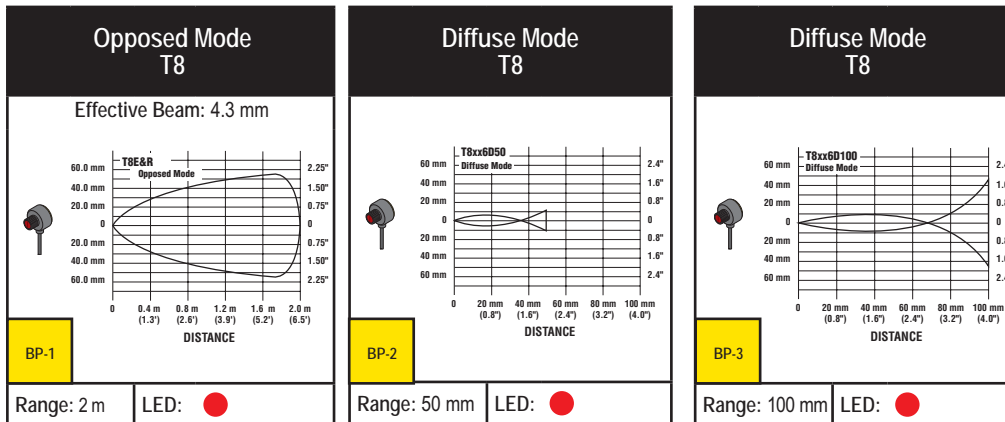 Opposed Mode
T8
Effective Beam: 4.3 mm
T8E&R
Opposed Mode
60.0 mm
40.0 mm
20.0 mm
0
20.0 mm
40.0 mm
60.0 mm
2.25"
1.50"
0.75"
0
0.75"
1.50"
2.25"
0 0.4 m 0.8 m 1.2 m 1.6 m 2.0 m
(1.3') (2.6') (3.9') (5.2') (6.5')
DISTANCE
BP-1
Range: 2 m LED:
Diffuse Mode
T8
T8xx6D50
Diffuse Mode
60 mm
40 mm
20 mm
0
20 mm
40 mm
60 mm
2.4"
1.6"
0.8"
0
0.8"
1.6"
2.4"
0 20 mm 40 mm 60 mm 80 mm 100 mm
(0.8") (1.6") (2.4") (3.2") (4.0")
DISTANCE
BP-2
Range: 50 mm LED:
Diffuse Mode
T8
T8xx6D100
Diffuse Mode
60 mm
40 mm
20 mm
0
20 mm
40 mm
60 mm
0
0 20 mm 40 mm 60 mm 80 mm 100 mm
(0.8") (1.6") (2.4") (3.2") (4.0")
DISTANCE
BP-3
Range: 100 mm LED: